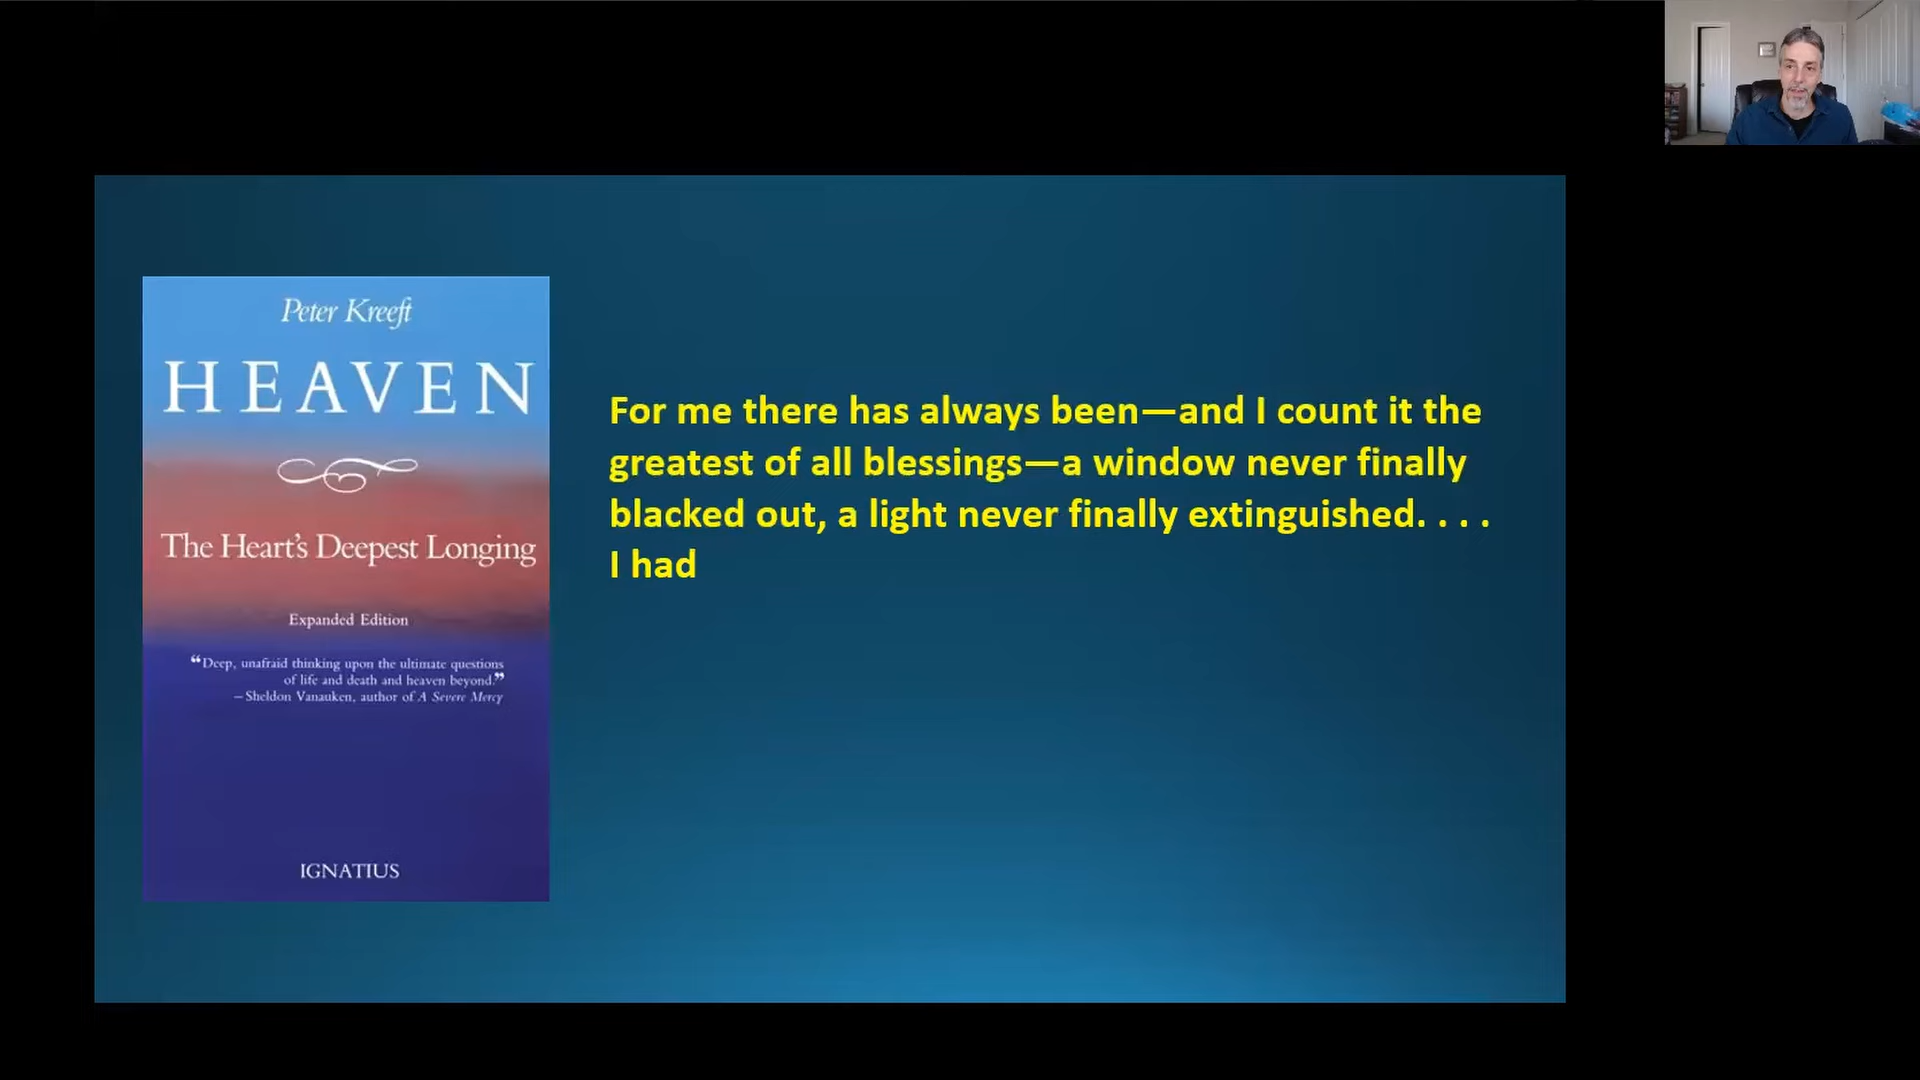 Peter Kreeft
HEAVEN
The Heart's Deepest Longing
Expanded Edition
“Deep, unafraid thinking upon the ultimate questions
of life and death and heaven beyond.”
—Sheldon Vanauken, author of A Severe Mercy
IGNATIUS
For me there has always been—and I count it the
greatest of all blessings—a window never finally
blacked out, a light never finally extinguished. . . .
I had